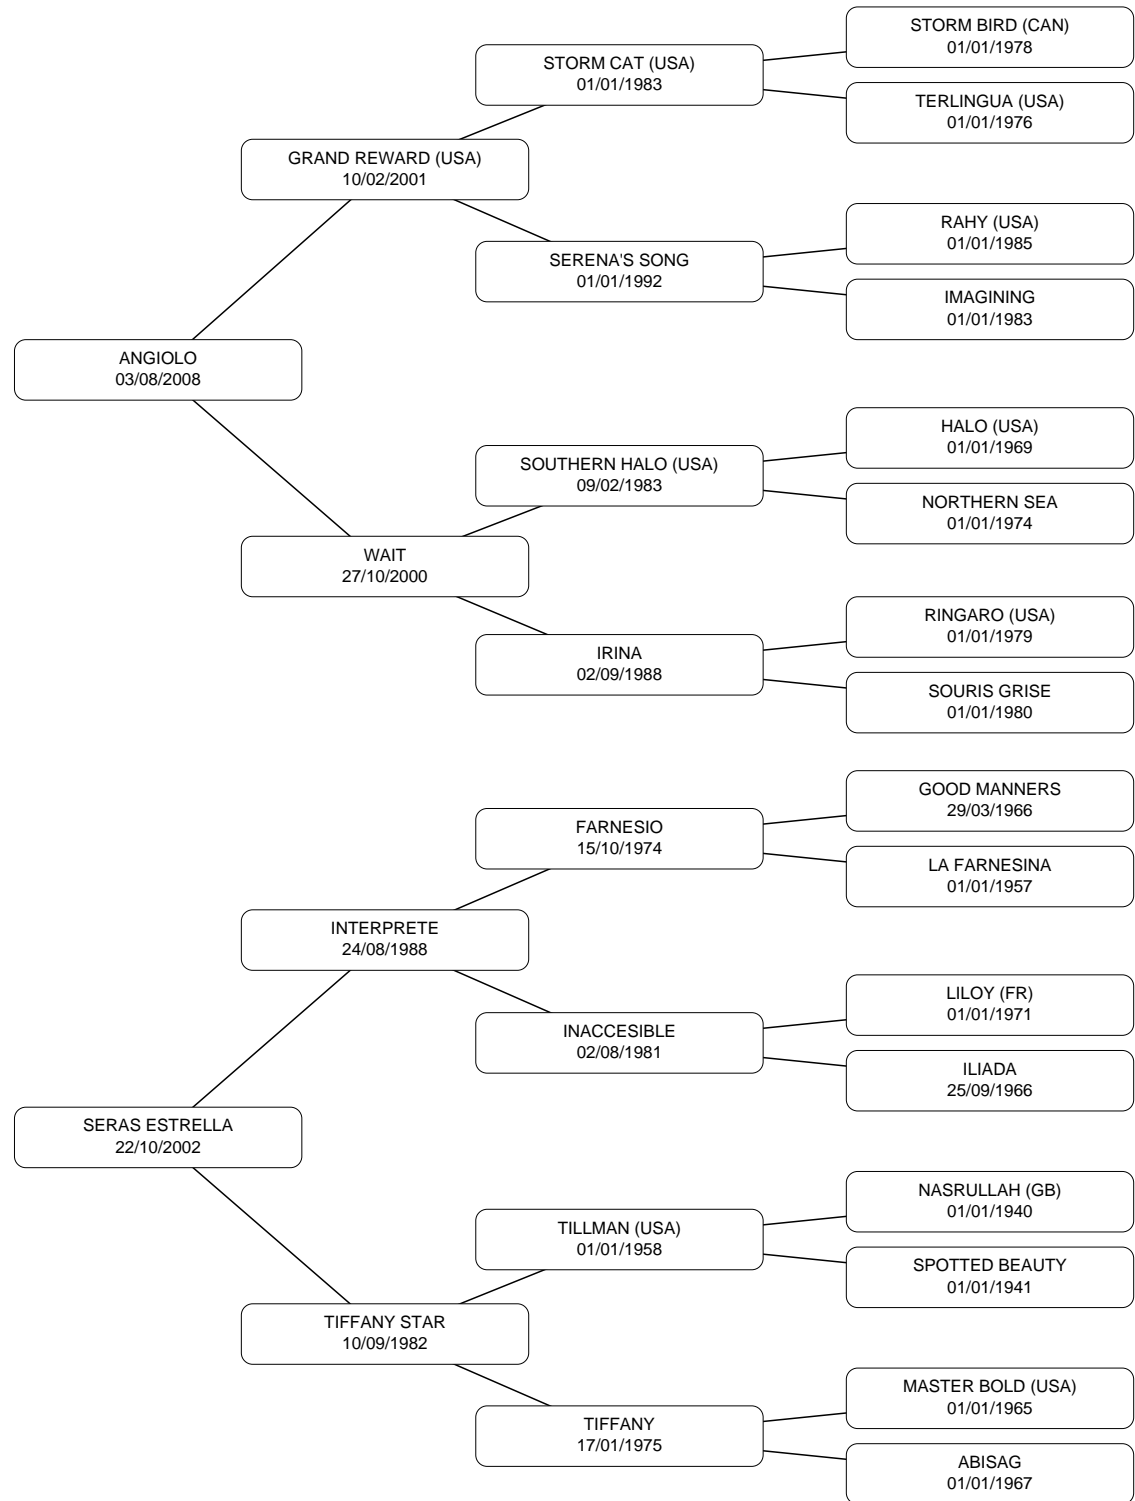 STORM BIRD (CAN)
01/01/1978
STORM CAT (USA)
01/01/1983
TERLINGUA (USA)
01/01/1976
GRAND REWARD (USA)
10/02/2001
RAHY (USA)
01/01/1985
SERENA'S SONG
01/01/1992
IMAGINING
01/01/1983
ANGIOLO
03/08/2008
HALO (USA)
01/01/1969
SOUTHERN HALO (USA)
09/02/1983
NORTHERN SEA
01/01/1974
WAIT
27/10/2000
RINGARO (USA)
01/01/1979
IRINA
02/09/1988
SOURIS GRISE
01/01/1980
GOOD MANNERS
29/03/1966
FARNESIO
15/10/1974
LA FARNESINA
01/01/1957
INTERPRETE
24/08/1988
LILOY (FR)
01/01/1971
INACCESIBLE
02/08/1981
ILIADA
25/09/1966
SERAS ESTRELLA
22/10/2002
NASRULLAH (GB)
01/01/1940
TILLMAN (USA)
01/01/1958
SPOTTED BEAUTY
01/01/1941
TIFFANY STAR
10/09/1982
MASTER BOLD (USA)
01/01/1965
TIFFANY
17/01/1975
ABISAG
01/01/1967